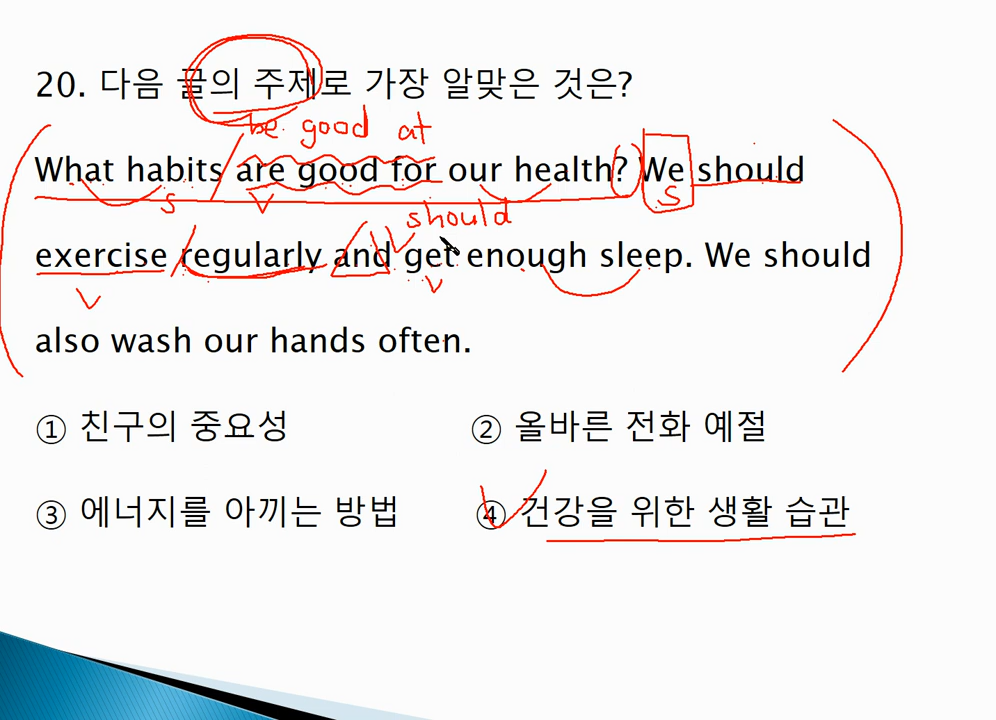 20. 다음 글의 주제로 가장 알맞은 것은?
be good at
What habits are good for our health? We should
s v should s
exercise regularly and get enough sleep. We should
v v
also wash our hands often.
① 친구의 중요성 ② 올바른 전화 예절
③ 에너지를 아끼는 방법 ④ 건강을 위한 생활 습관